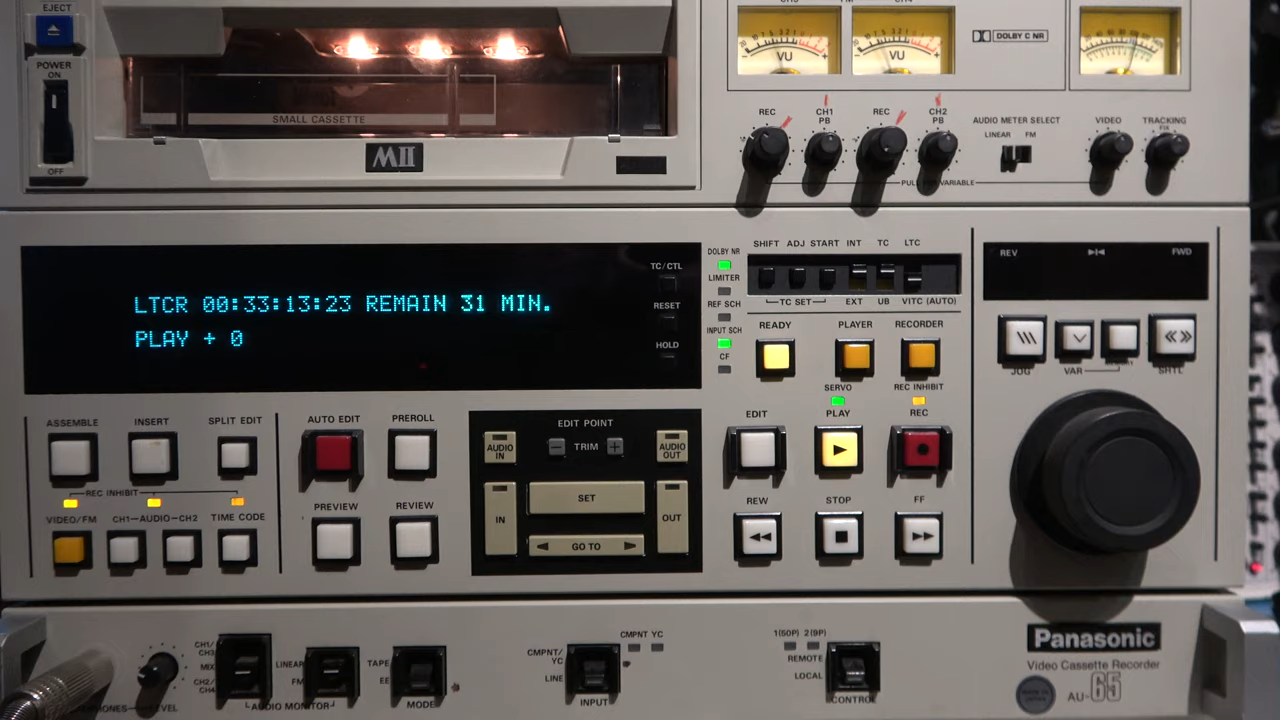 EJECT
POWER
ON
OFF
SMALL CASSETTE
MII
VU
VU
DOLBY C NR
REC
CH1
PB
REC
CH2
PB
AUDIO METER SELECT
LINEAR FM
VIDEO
TRACKING
FIX
LTCR 00:33:13:23 REMAIN 31 MIN.
PLAY + 0
TC/CTL
RESET
HOLD
DOLBY NR
LIMITER
REF SCH
INPUT SCH
CF
SHIFT ADJ START INT TC LTC
TC SET EXT UB VITC (AUTO)
READY PLAYER RECORDER
SERVO REC INHIBIT
EDIT PLAY REC
REW STOP FF
REV FWD
JOG VAR SHTL
ASSEMBLE INSERT SPLIT EDIT
REC INHIBIT
VIDEO/FM CH1-AUDIO-CH2 TIME CODE
AUTO EDIT PREROLL
PREVIEW REVIEW
EDIT POINT
AUDIO IN
- TRIM +
AUDIO OUT
IN
SET
GO TO
OUT
LEVEL
CH1/
CH3
MIX
CH2/
CH4
LINEAR
FM
AUDIO MONITOR
TAPE
EE
MODE
CMPNT/
YC
LINE
INPUT
CMPNT YC
1(50P) 2(9P)
REMOTE
LOCAL
CONTROL
Panasonic
Video Cassette Recorder
AU-65